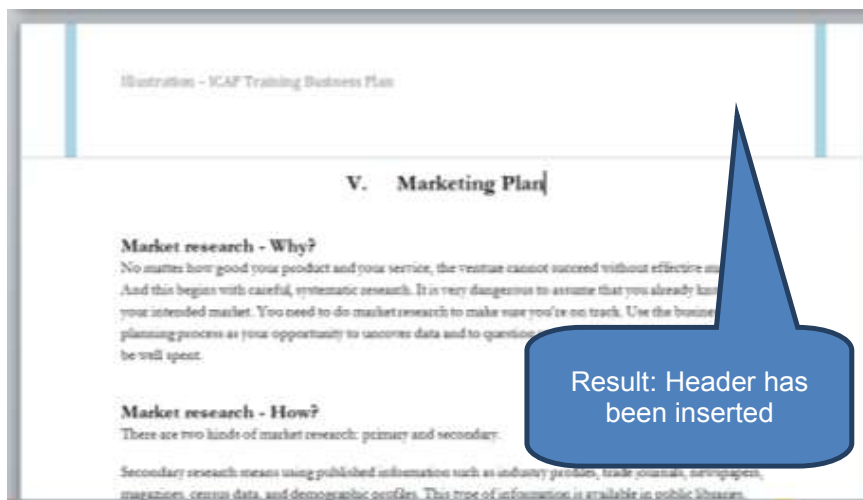 Illustration – ICAP Training Business Plan
V. Marketing Plan
Market research - Why?
No matter how good your product and your service, the venture cannot succeed without effective
And this begins with careful, systematic research. It is very dangerous to assume that you already
your intended market. You need to do market research to make sure you're on track. Use the
planning process as your opportunity to uncover data and to question
be well spent.
Result: Header has
been inserted
Market research - How?
There are two kinds of market research: primary and secondary.
Secondary research means using published information such as industry profiles, trade journals, newspapers,
magazines, census data, and demographic profiles. This type of information is available in public libraries,